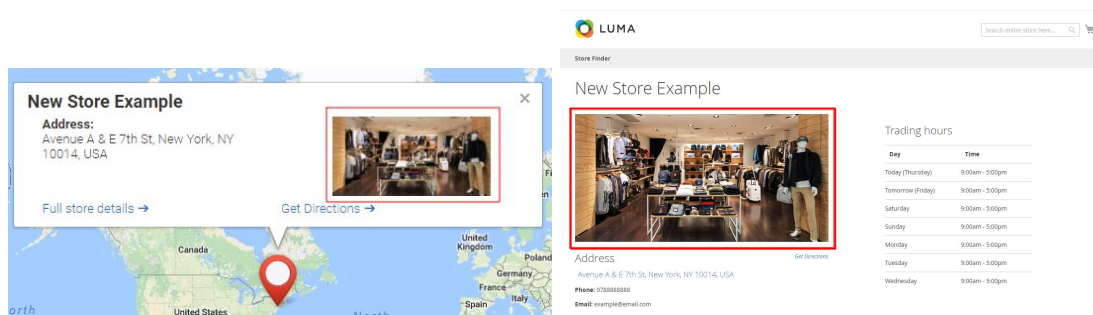 New Store Example
×
Address:
Avenue A & E 7th St, New York, NY
10014, USA
Full store details →
Get Directions →
Canada
United
Kingdom
Poland
Germany
France
Italy
Spain
United States
LUMA
Search entire store here...
Store Finder
New Store Example
Address
Get Directions
Avenue A & E 7th St, New York, NY 10014, USA
Phone: 0788888888
Email: example@email.com
Trading hours
Day Time
Today (Thursday) 9:00am - 5:00pm
Tomorrow (Friday) 9:00am - 5:00pm
Saturday 9:00am - 5:00pm
Sunday 9:00am - 5:00pm
Monday 9:00am - 5:00pm
Tuesday 9:00am - 5:00pm
Wednesday 9:00am - 5:00pm